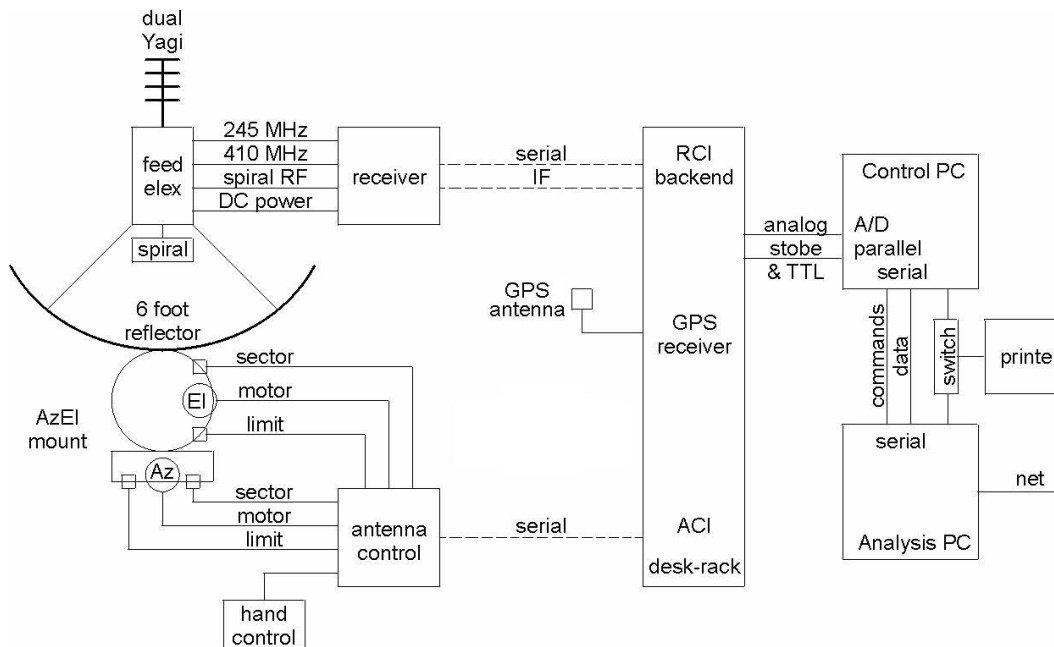 dual
Yagi
feed
elex
245 MHz
410 MHz
spiral RF
DC power
receiver
serial
IF
RCI
backend
Control PC
analog
stobe
& TTL
A/D
parallel
serial
spiral
6 foot
reflector
GPS
antenna
GPS
receiver
commands
data
switch
printe
sector
motor
limit
El
AzEl
mount
Az
sector
motor
limit
antenna
control
serial
ACI
desk-rack
serial
net
Analysis PC
hand
control